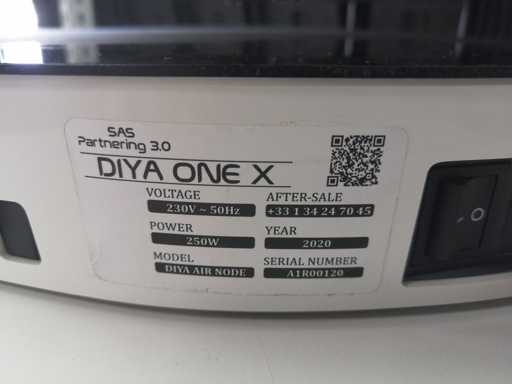 SAS
Partnering 3.0
DIYA ONE X
VOLTAGE
230V ~ 50Hz
AFTER-SALE
+33 1 34 24 70 45
POWER
250W
YEAR
2020
MODEL
DIYA AIR NODE
SERIAL NUMBER
A1R00120